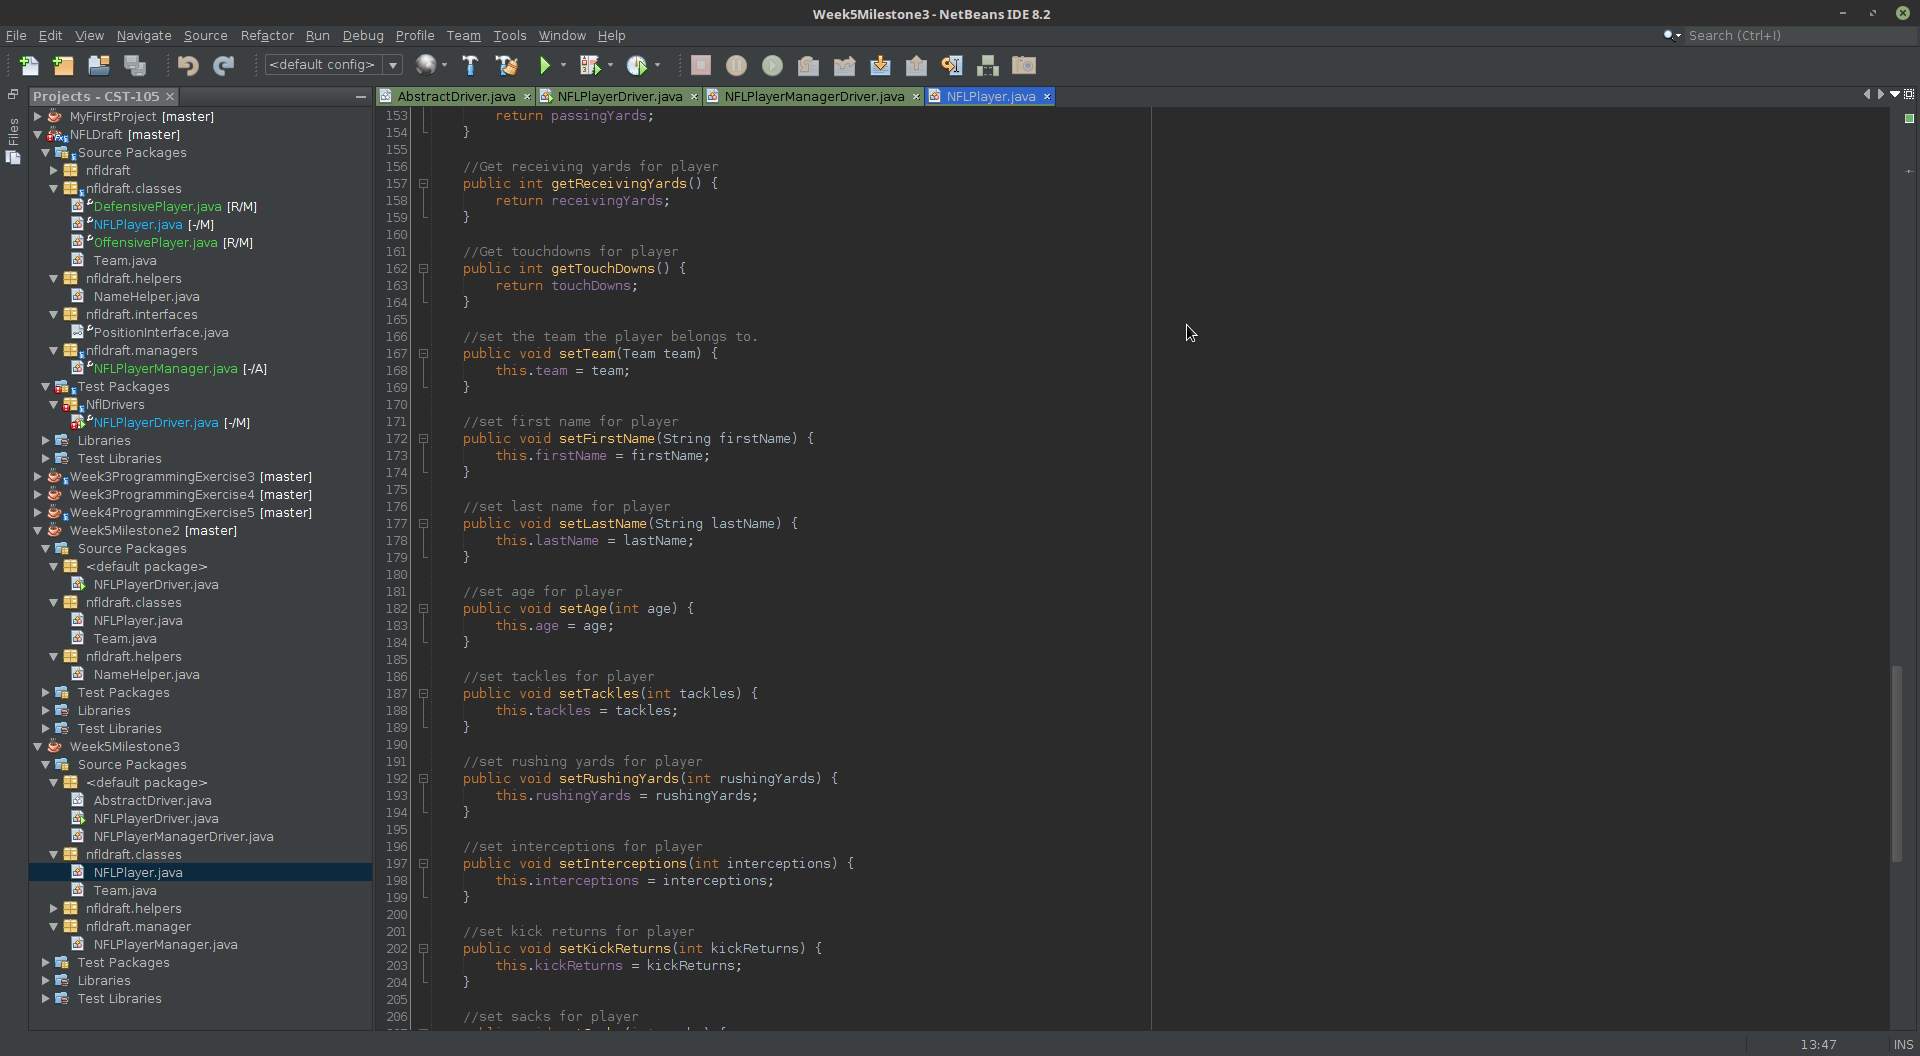 Week5Milestone3 - NetBeans IDE 8.2
File Edit View Navigate Source Refactor Run Debug Profile Team Tools Window Help
Search (Ctrl+I)
<default config>
Files
Projects - CST-105
MyFirstProject [master]
NFLDraft [master]
Source Packages
nfldraft
nfldraft.classes
DefensivePlayer.java [R/M]
NFLPlayer.java [-/M]
OffensivePlayer.java [R/M]
Team.java
nfldraft.helpers
NameHelper.java
nfldraft.interfaces
PositionInterface.java
nfldraft.managers
NFLPlayerManager.java [-/A]
Test Packages
NflDrivers
NFLPlayerDriver.java [-/M]
Libraries
Test Libraries
Week3ProgrammingExercise3 [master]
Week3ProgrammingExercise4 [master]
Week4ProgrammingExercise5 [master]
Week5Milestone2 [master]
Source Packages
<default package>
NFLPlayerDriver.java
nfldraft.classes
NFLPlayer.java
Team.java
nfldraft.helpers
NameHelper.java
Test Packages
Libraries
Test Libraries
Week5Milestone3
Source Packages
<default package>
AbstractDriver.java
NFLPlayerDriver.java
NFLPlayerManagerDriver.java
nfldraft.classes
NFLPlayer.java
Team.java
nfldraft.helpers
nfldraft.manager
NFLPlayerManager.java
Test Packages
Libraries
Test Libraries
AbstractDriver.java NFLPlayerDriver.java NFLPlayerManagerDriver.java NFLPlayer.java
153 return passingYards;
154 }
155
156 //Get receiving yards for player
157 public int getReceivingYards() {
158 return receivingYards;
159 }
160
161 //Get touchdowns for player
162 public int getTouchDowns() {
163 return touchDowns;
164 }
165
166 //set the team the player belongs to.
167 public void setTeam(Team team) {
168 this.team = team;
169 }
170
171 //set first name for player
172 public void setFirstName(String firstName) {
173 this.firstName = firstName;
174 }
175
176 //set last name for player
177 public void setLastName(String lastName) {
178 this.lastName = lastName;
179 }
180
181 //set age for player
182 public void setAge(int age) {
183 this.age = age;
184 }
185
186 //set tackles for player
187 public void setTackles(int tackles) {
188 this.tackles = tackles;
189 }
190
191 //set rushing yards for player
192 public void setRushingYards(int rushingYards) {
193 this.rushingYards = rushingYards;
194 }
195
196 //set interceptions for player
197 public void setInterceptions(int interceptions) {
198 this.interceptions = interceptions;
199 }
200
201 //set kick returns for player
202 public void setKickReturns(int kickReturns) {
203 this.kickReturns = kickReturns;
204 }
205
206 //set sacks for player
13:47 INS